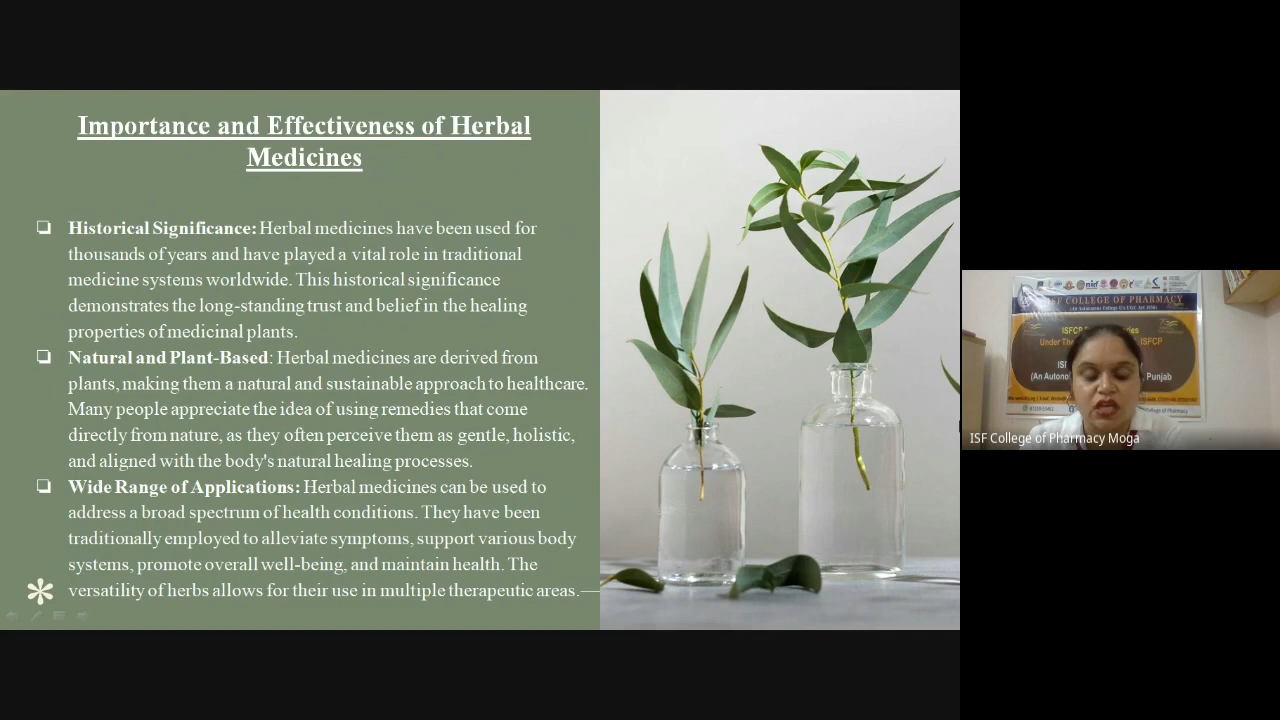 Importance and Effectiveness of Herbal
Medicines
❏ Historical Significance: Herbal medicines have been used for
thousands of years and have played a vital role in traditional
medicine systems worldwide. This historical significance
demonstrates the long-standing trust and belief in the healing
properties of medicinal plants.
❏ Natural and Plant-Based: Herbal medicines are derived from
plants, making them a natural and sustainable approach to healthcare.
Many people appreciate the idea of using remedies that come
directly from nature, as they often perceive them as gentle, holistic,
and aligned with the body's natural healing processes.
❏ Wide Range of Applications: Herbal medicines can be used to
address a broad spectrum of health conditions. They have been
traditionally employed to alleviate symptoms, support various body
systems, promote overall well-being, and maintain health. The
versatility of herbs allows for their use in multiple therapeutic areas.
ISF COLLEGE OF PHARMACY
ISFCP
Under The
ISFCP
(An Autono
, Punjab
ISF College of Pharmacy Moga